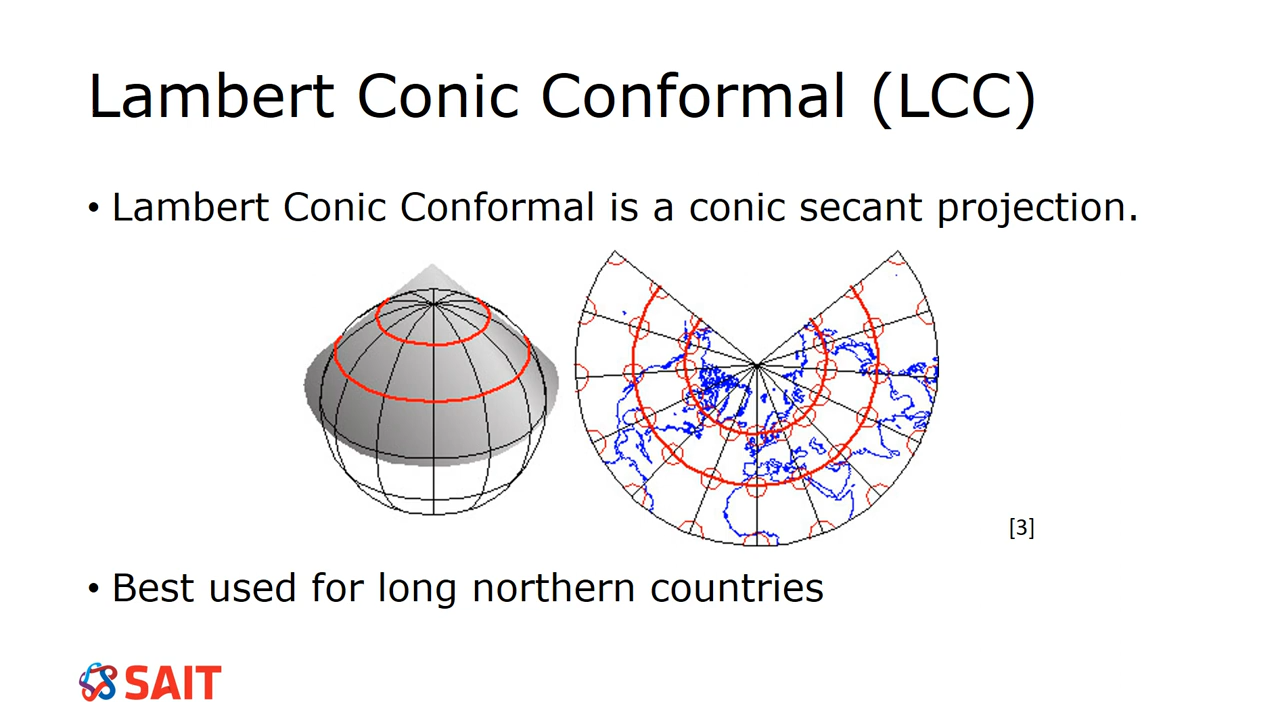 Lambert Conic Conformal (LCC)
• Lambert Conic Conformal is a conic secant projection.
[3]
• Best used for long northern countries
SAIT